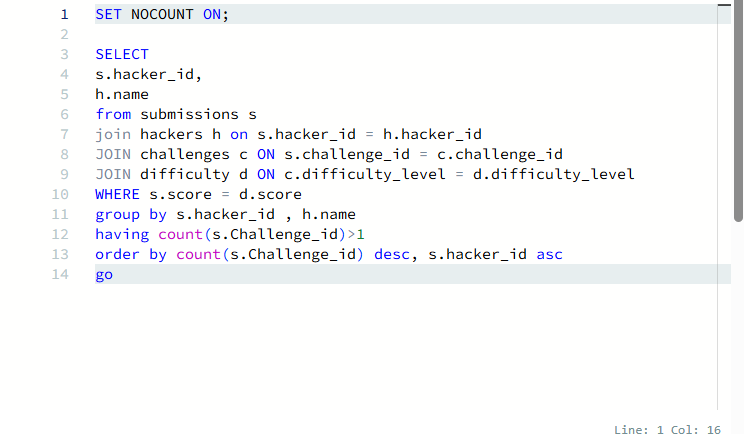 1 SET NOCOUNT ON;
2
3 SELECT
4 s.hacker_id,
5 h.name
6 from submissions s
7 join hackers h on s.hacker_id = h.hacker_id
8 JOIN challenges c ON s.challenge_id = c.challenge_id
9 JOIN difficulty d ON c.difficulty_level = d.difficulty_level
10 WHERE s.score = d.score
11 group by s.hacker_id , h.name
12 having count(s.Challenge_id)>1
13 order by count(s.Challenge_id) desc, s.hacker_id asc
14 go
Line: 1 Col: 16